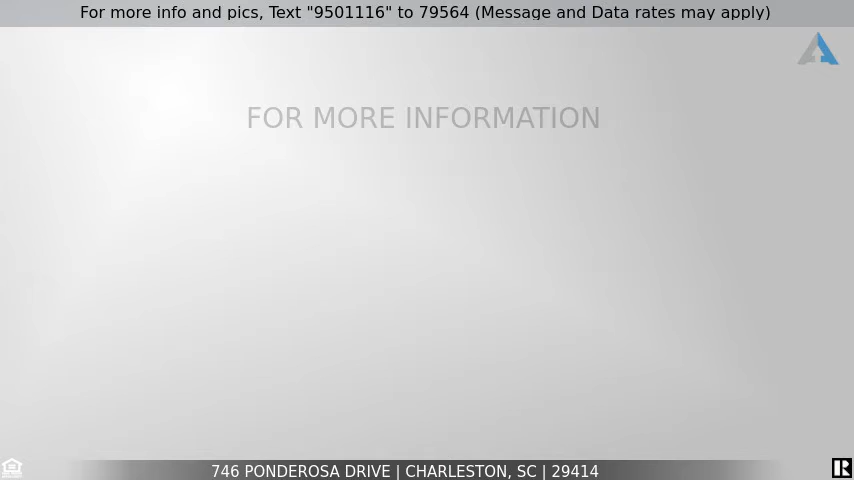 For more info and pics, Text "9501116" to 79564 (Message and Data rates may apply)
FOR MORE INFORMATION
746 PONDEROSA DRIVE | CHARLESTON, SC | 29414